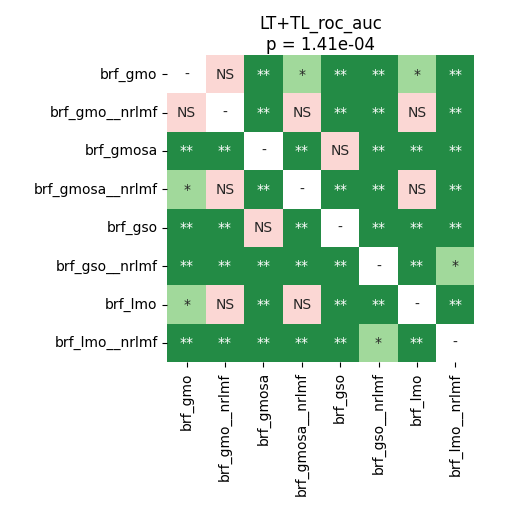 LT+TL_roc_auc
p = 1.41e-04
brf_gmo - NS ** * ** ** * **
brf_gmo__nrlmf NS - ** NS ** ** NS **
brf_gmosa ** ** - ** NS ** ** **
brf_gmosa__nrlmf * NS ** - ** ** NS **
brf_gso ** ** NS ** - ** ** **
brf_gso__nrlmf ** ** ** ** ** - ** *
brf_lmo * NS ** NS ** ** - **
brf_lmo__nrlmf ** ** ** ** ** * ** -
brf_gmo
brf_gmo__nrlmf
brf_gmosa
brf_gmosa__nrlmf
brf_gso
brf_gso__nrlmf
brf_lmo
brf_lmo__nrlmf